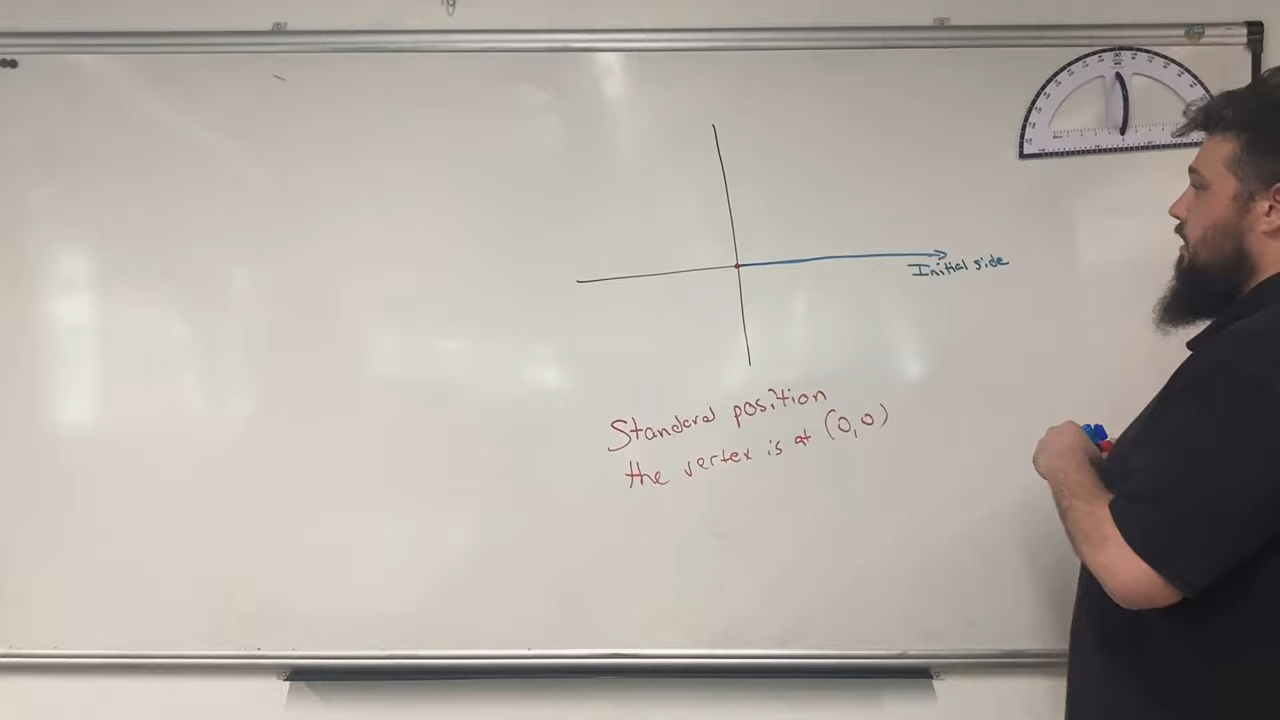 Initial side
Standard position
the vertex is at (0,0)